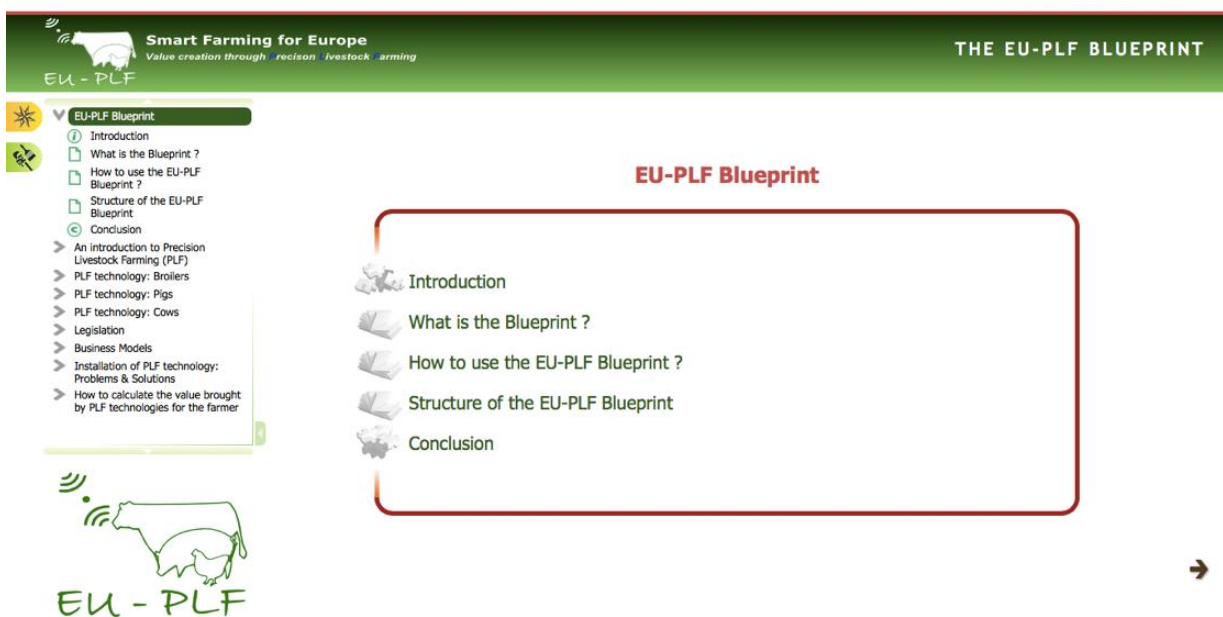 Smart Farming for Europe
Value creation through Precison Livestock Farming
EU - PLF
THE EU-PLF BLUEPRINT
EU-PLF Blueprint
Introduction
What is the Blueprint ?
How to use the EU-PLF
Blueprint ?
Structure of the EU-PLF
Blueprint
Conclusion
An introduction to Precision
Livestock Farming (PLF)
PLF technology: Broilers
PLF technology: Pigs
PLF technology: Cows
Legislation
Business Models
Installation of PLF technology:
Problems & Solutions
How to calculate the value brought
by PLF technologies for the farmer
EU - PLF
EU-PLF Blueprint
Introduction
What is the Blueprint ?
How to use the EU-PLF Blueprint ?
Structure of the EU-PLF Blueprint
Conclusion